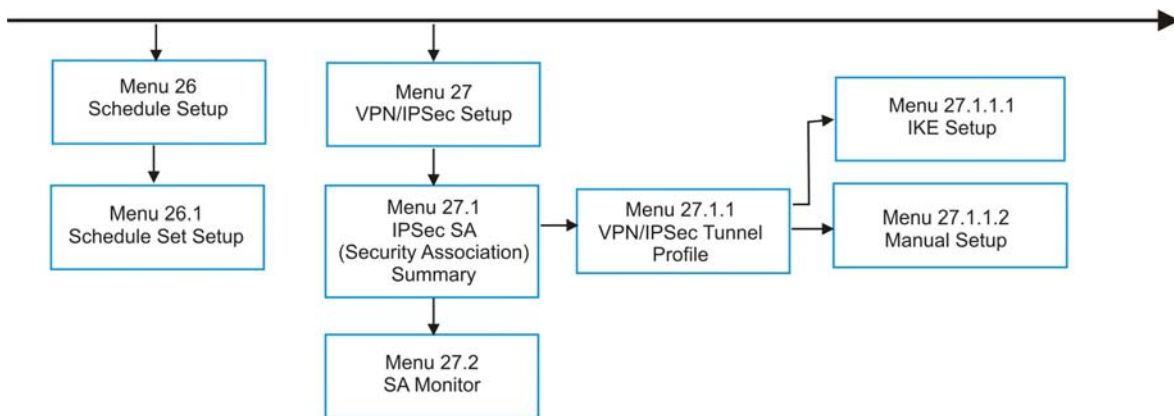 Menu 26
Schedule Setup
Menu 26.1
Schedule Set Setup
Menu 27
VPN/IPSec Setup
Menu 27.1
IPSec SA
(Security Association)
Summary
Menu 27.2
SA Monitor
Menu 27.1.1
VPN/IPSec Tunnel
Profile
Menu 27.1.1.1
IKE Setup
Menu 27.1.1.2
Manual Setup